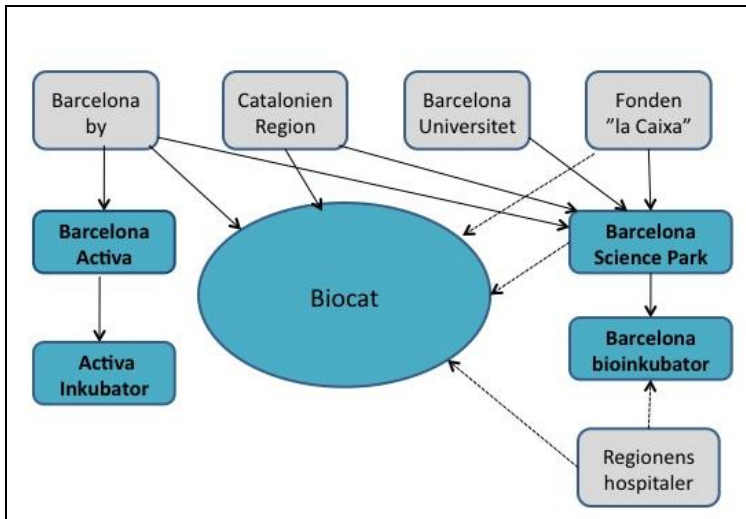 Barcelona
by
Catalonien
Region
Barcelona
Universitet
Fonden
”la Caixa”
Barcelona
Activa
Biocat
Barcelona
Science Park
Activa
Inkubator
Barcelona
bioinkubator
Regionens
hospitaler